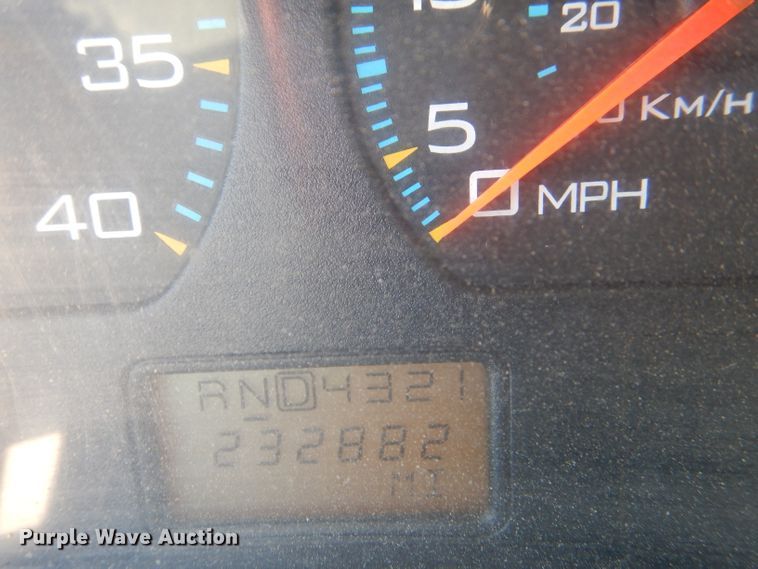 35
40
20
5
KM/H
0 MPH
RND4321
232882
MI
Purple Wave Auction